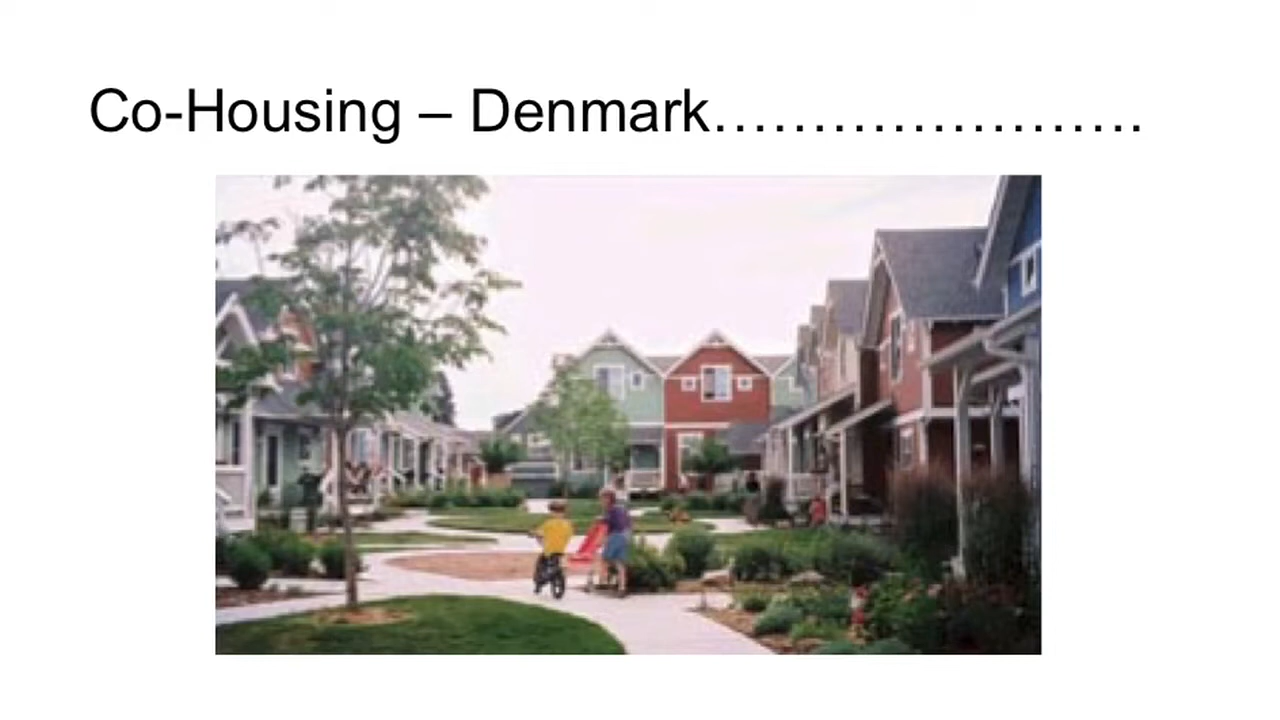 Co-Housing – Denmark…………………….